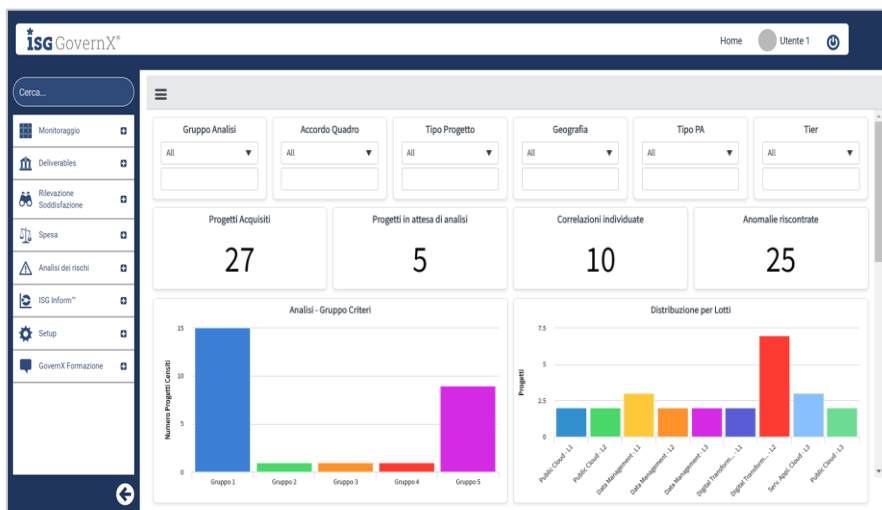 ISG GovernX®
Home
Utente 1
Cerca...
Monitoraggio
Deliverables
Rilevazione
Soddisfazione
Spesa
Analisi dei rischi
ISG Inform™
Setup
GovernX Formazione
Gruppo Analisi
Accordo Quadro
Tipo Progetto
Geografia
Tipo PA
Tier
All
All
All
All
All
All
Progetti Acquisiti
Progetti in attesa di analisi
Correlazioni individuate
Anomalie riscontrate
27
5
10
25
Analisi - Gruppo Criteri
Numero Progetti Censiti
15
10
5
0
Gruppo 1
Gruppo 2
Gruppo 3
Gruppo 4
Gruppo 5
Distribuzione per Lotti
Progetti
7.5
5
2.5
0
Public Cloud - L1
Public Cloud - L2
Data Management - L1
Data Management - L2
Data Management - L3
Digital Transform... - L1
Digital Transform... - L2
Serv. Appl. Cloud - L3
Public Cloud - L3